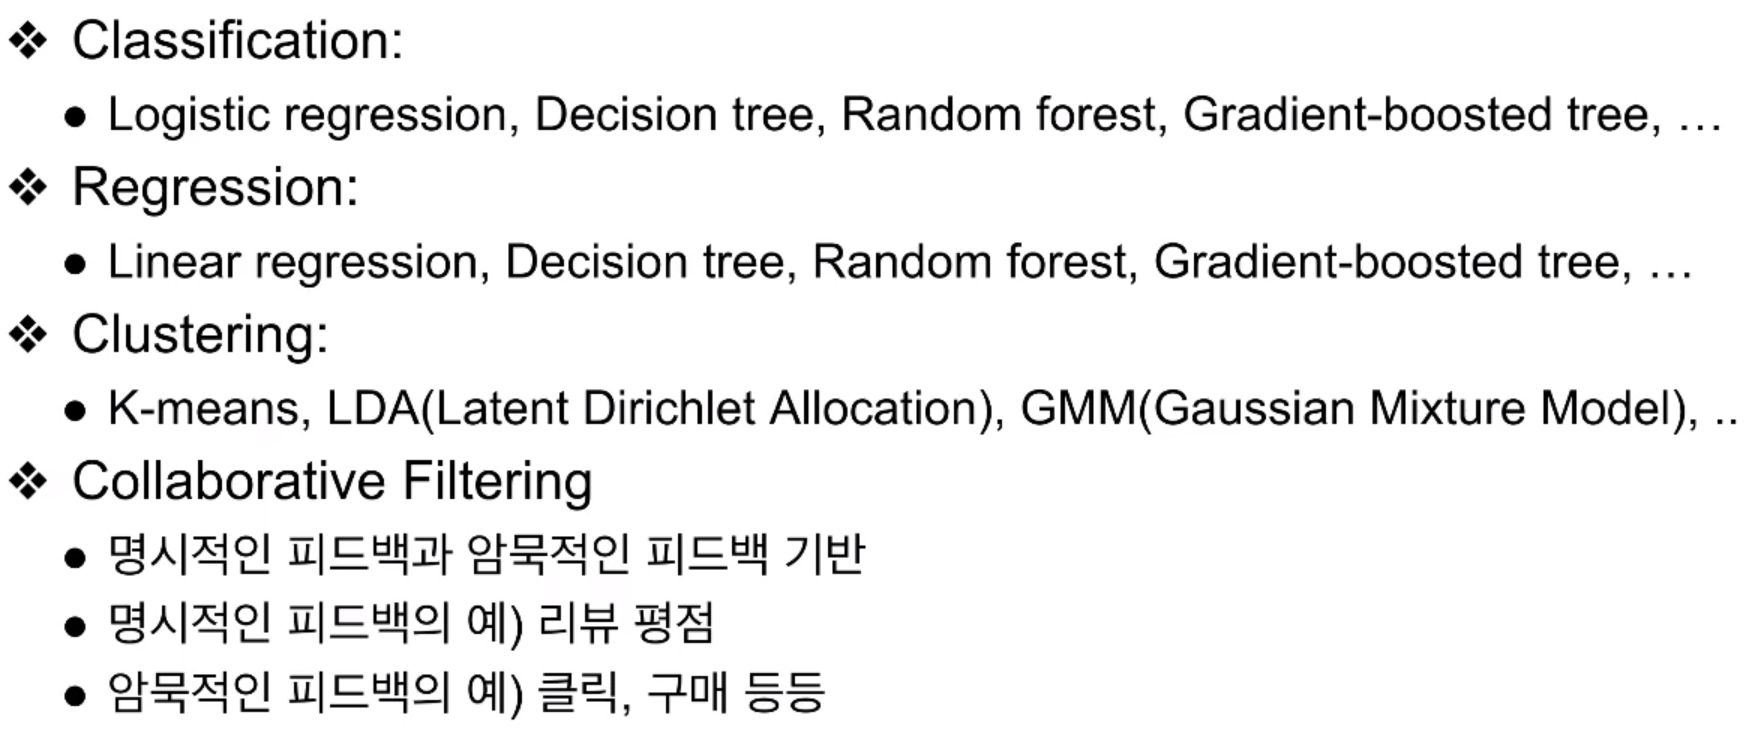 ❖ Classification:
● Logistic regression, Decision tree, Random forest, Gradient-boosted tree, …
❖ Regression:
● Linear regression, Decision tree, Random forest, Gradient-boosted tree, …
❖ Clustering:
● K-means, LDA(Latent Dirichlet Allocation), GMM(Gaussian Mixture Model), ..
❖ Collaborative Filtering
● 명시적인 피드백과 암묵적인 피드백 기반
● 명시적인 피드백의 예) 리뷰 평점
● 암묵적인 피드백의 예) 클릭, 구매 등등